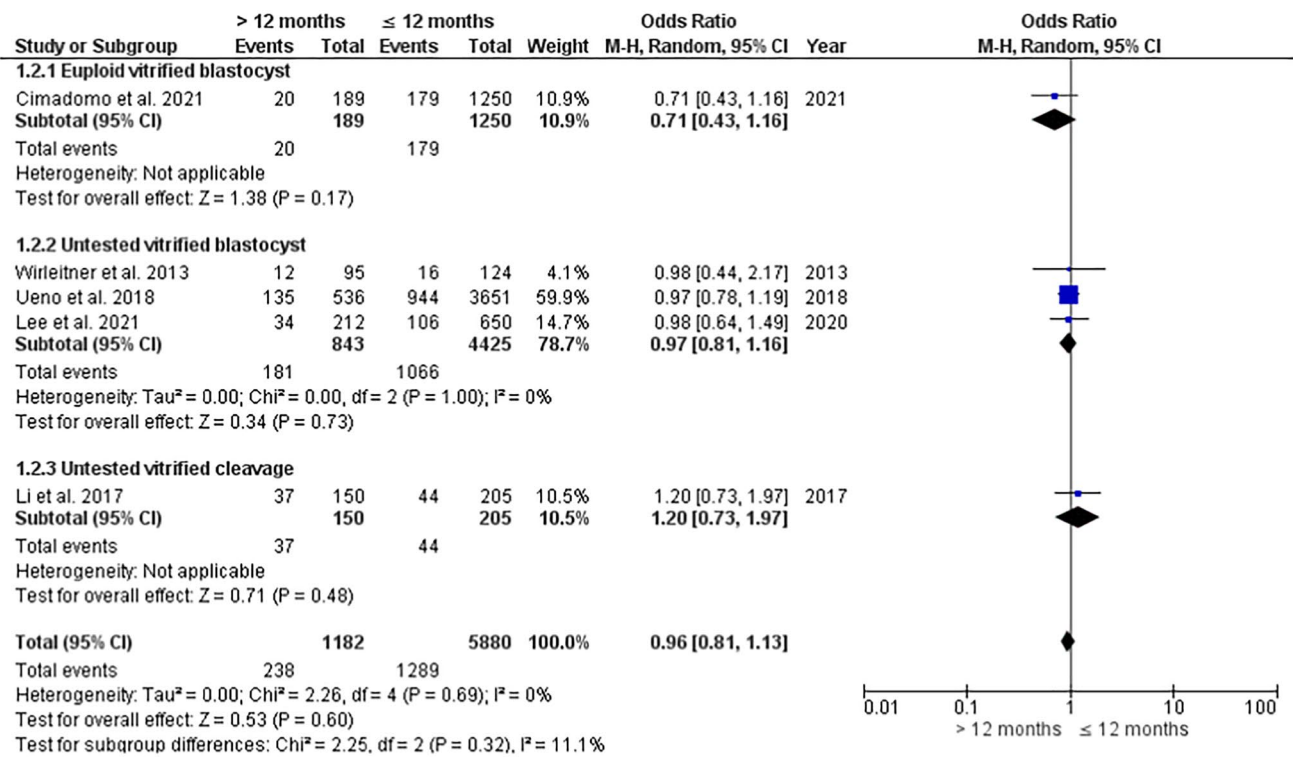 > 12 months ≤ 12 months Odds Ratio Odds Ratio
Study or Subgroup Events Total Events Total Weight M-H, Random, 95% CI Year M-H, Random, 95% CI
1.2.1 Euploid vitrified blastocyst
Cimadomo et al. 2021 20 189 179 1250 10.9% 0.71 [0.43, 1.16] 2021
Subtotal (95% CI) 189 1250 10.9% 0.71 [0.43, 1.16]
Total events 20 179
Heterogeneity: Not applicable
Test for overall effect: Z = 1.38 (P = 0.17)
1.2.2 Untested vitrified blastocyst
Wirleitner et al. 2013 12 95 16 124 4.1% 0.98 [0.44, 2.17] 2013
Ueno et al. 2018 135 536 944 3651 59.9% 0.97 [0.78, 1.19] 2018
Lee et al. 2021 34 212 106 650 14.7% 0.98 [0.64, 1.49] 2020
Subtotal (95% CI) 843 4425 78.7% 0.97 [0.81, 1.16]
Total events 181 1066
Heterogeneity: Tau² = 0.00; Chi² = 0.00, df = 2 (P = 1.00); I² = 0%
Test for overall effect: Z = 0.34 (P = 0.73)
1.2.3 Untested vitrified cleavage
Li et al. 2017 37 150 44 205 10.5% 1.20 [0.73, 1.97] 2017
Subtotal (95% CI) 150 205 10.5% 1.20 [0.73, 1.97]
Total events 37 44
Heterogeneity: Not applicable
Test for overall effect: Z = 0.71 (P = 0.48)
Total (95% CI) 1182 5880 100.0% 0.96 [0.81, 1.13]
Total events 238 1289
Heterogeneity: Tau² = 0.00; Chi² = 2.26, df = 4 (P = 0.69); I² = 0%
Test for overall effect: Z = 0.53 (P = 0.60)
Test for subgroup differences: Chi² = 2.25, df = 2 (P = 0.32), I² = 11.1%
0.01 0.1 1 10 100
> 12 months ≤ 12 months